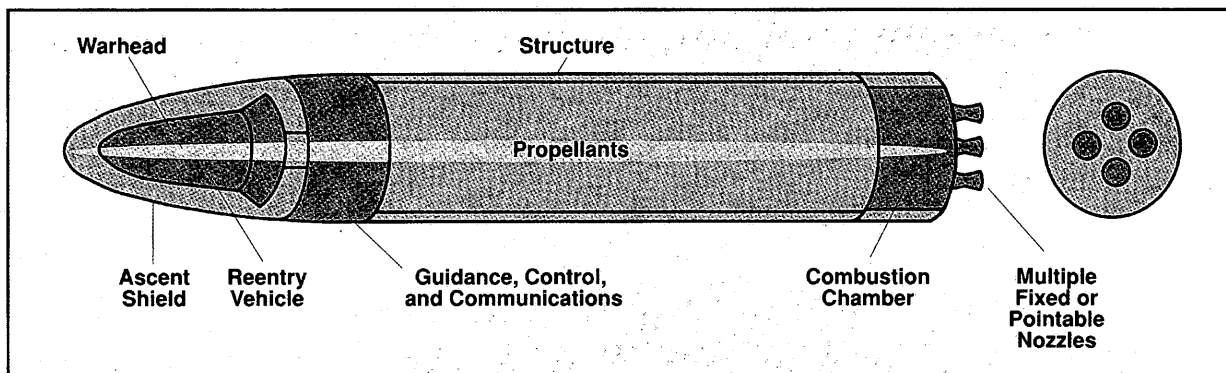 Warhead
Structure
Propellants
Ascent
Shield
Reentry
Vehicle
Guidance, Control,
and Communications
Combustion
Chamber
Multiple
Fixed or
Pointable
Nozzles